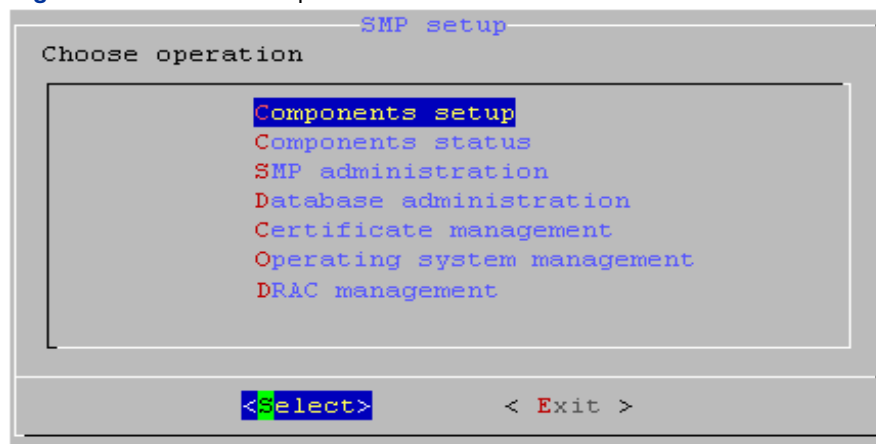 SMP setup
Choose operation
Components setup
Components status
SMP administration
Database administration
Certificate management
Operating system management
DRAC management
<Select> < Exit >